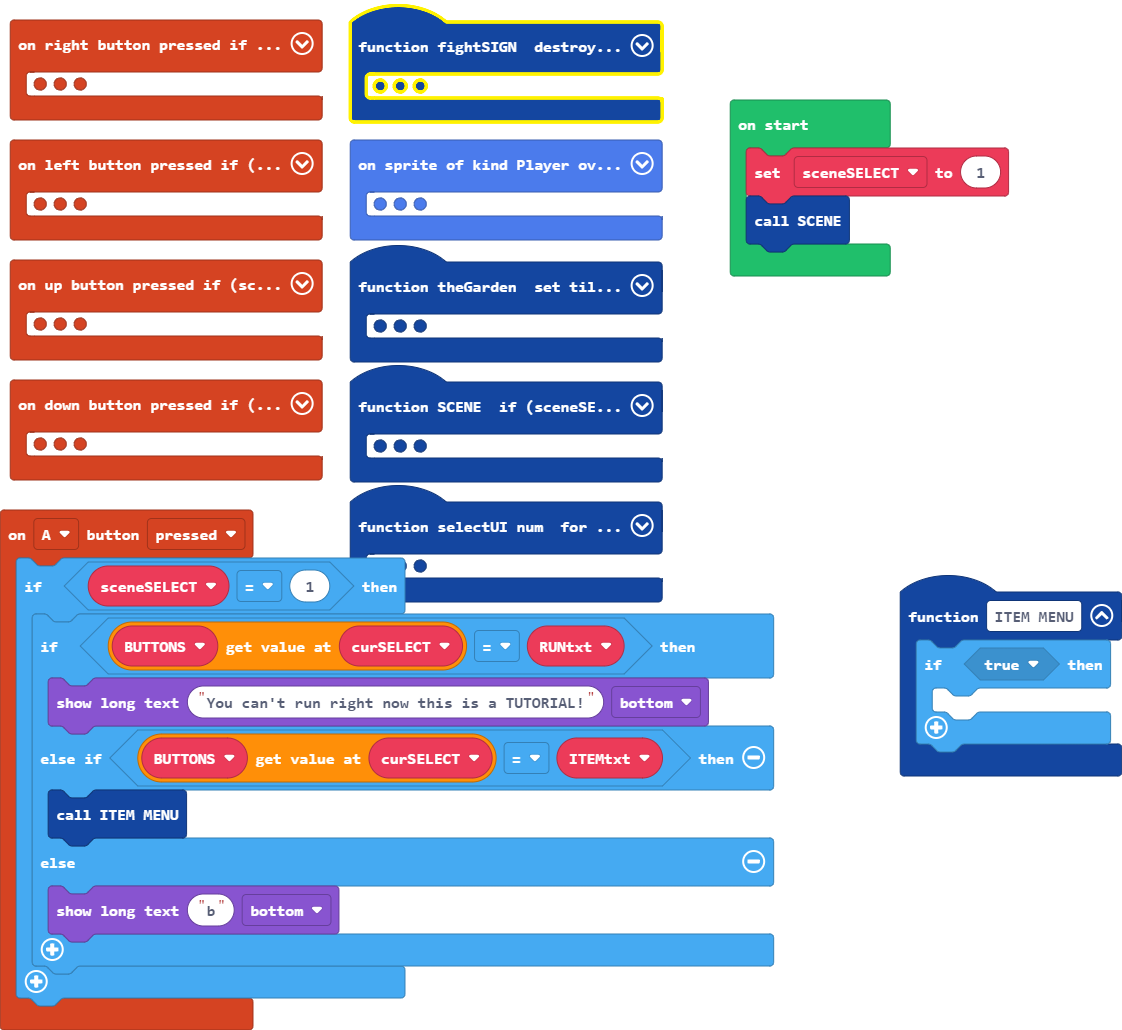 on right button pressed if ...
function fightSIGN destroy...
on start
set sceneSELECT to 1
call SCENE
on left button pressed if (...
on sprite of kind Player ov...
on up button pressed if (sc...
function theGarden set til...
on down button pressed if (...
function SCENE if (sceneSE...
function selectUI num for ...
on A button pressed
if sceneSELECT = 1 then
if BUTTONS get value at curSELECT = RUNtxt then
show long text "You can't run right now this is a TUTORIAL!" bottom
else if BUTTONS get value at curSELECT = ITEMtxt then
call ITEM MENU
else
show long text "b" bottom
function ITEM MENU
if true then